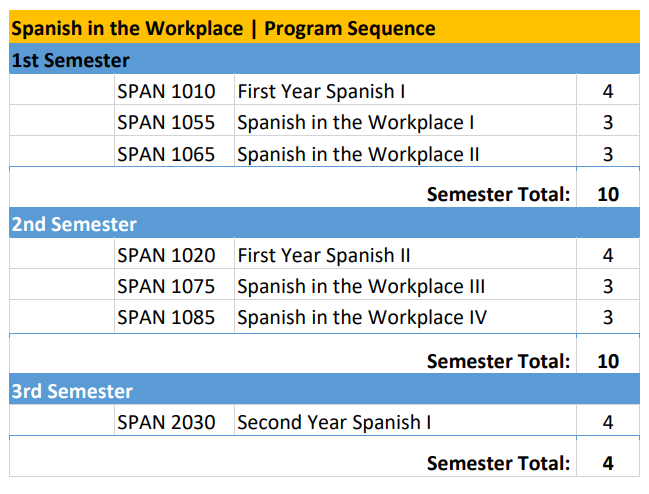 Spanish in the Workplace | Program Sequence
1st Semester
SPAN 1010 First Year Spanish I 4
SPAN 1055 Spanish in the Workplace I 3
SPAN 1065 Spanish in the Workplace II 3
Semester Total: 10
2nd Semester
SPAN 1020 First Year Spanish II 4
SPAN 1075 Spanish in the Workplace III 3
SPAN 1085 Spanish in the Workplace IV 3
Semester Total: 10
3rd Semester
SPAN 2030 Second Year Spanish I 4
Semester Total: 4